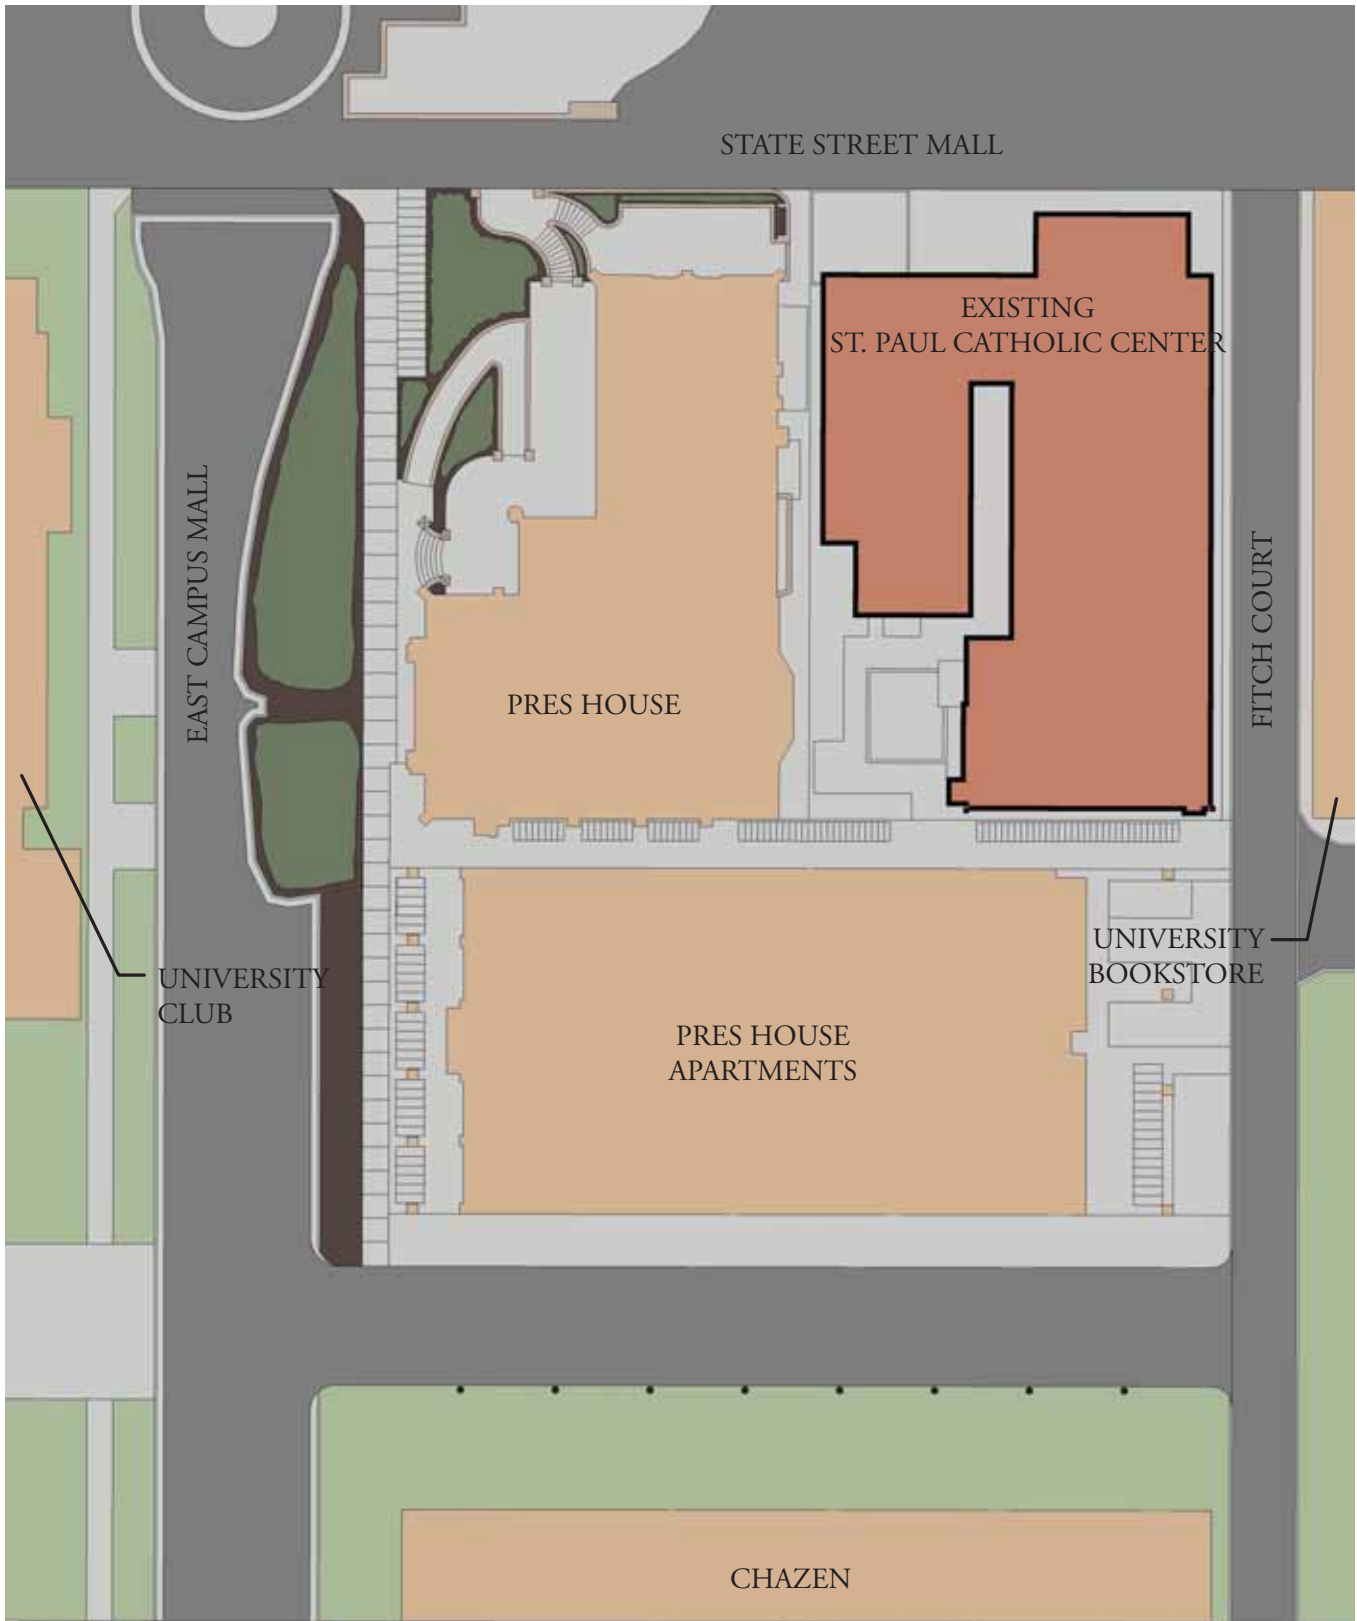 STATE STREET MALL
EXISTING
ST. PAUL CATHOLIC CENTER
EAST CAMPUS MALL
FITCH COURT
PRES HOUSE
UNIVERSITY
BOOKSTORE
UNIVERSITY
CLUB
PRES HOUSE
APARTMENTS
CHAZEN